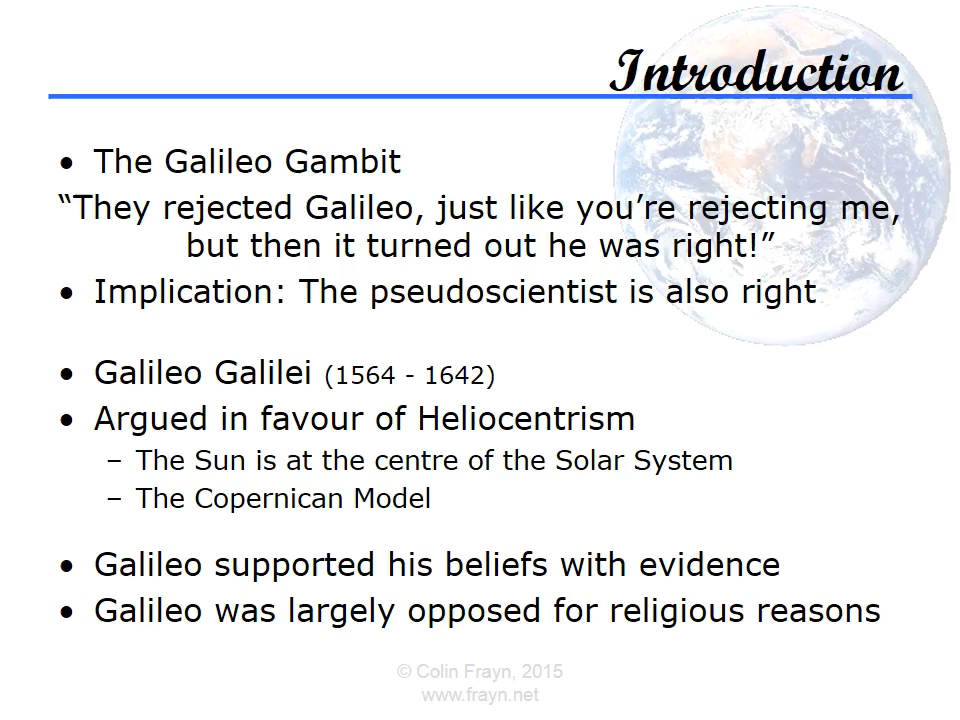 Introduction
• The Galileo Gambit
“They rejected Galileo, just like you’re rejecting me,
but then it turned out he was right!”
• Implication: The pseudoscientist is also right
• Galileo Galilei (1564 - 1642)
• Argued in favour of Heliocentrism
– The Sun is at the centre of the Solar System
– The Copernican Model
• Galileo supported his beliefs with evidence
• Galileo was largely opposed for religious reasons
© Colin Frayn, 2015
www.frayn.net